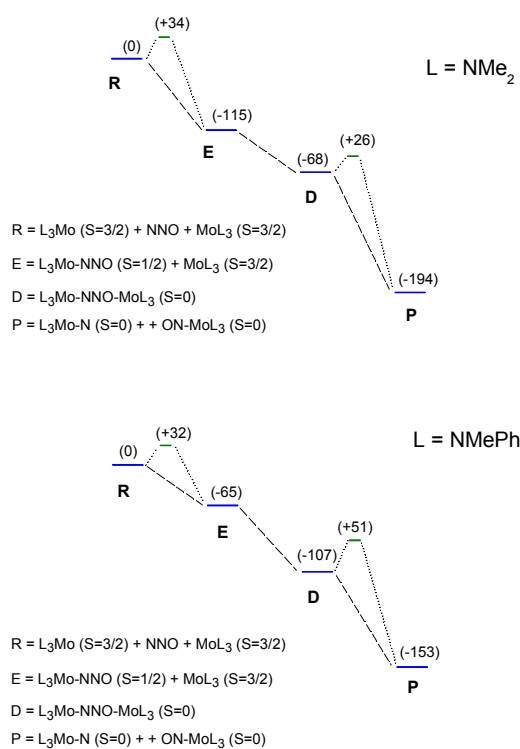 (+34)
(0)
L = NMe2
R
(-115)
(+26)
E
(-68)
D
R = L3Mo (S=3/2) + NNO + MoL3 (S=3/2)
E = L3Mo-NNO (S=1/2) + MoL3 (S=3/2)
(-194)
D = L3Mo-NNO-MoL3 (S=0)
P
P = L3Mo-N (S=0) + + ON-MoL3 (S=0)
(+32)
L = NMePh
(0)
R
(-65)
(+51)
E
(-107)
D
R = L3Mo (S=3/2) + NNO + MoL3 (S=3/2)
(-153)
E = L3Mo-NNO (S=1/2) + MoL3 (S=3/2)
P
D = L3Mo-NNO-MoL3 (S=0)
P = L3Mo-N (S=0) + + ON-MoL3 (S=0)